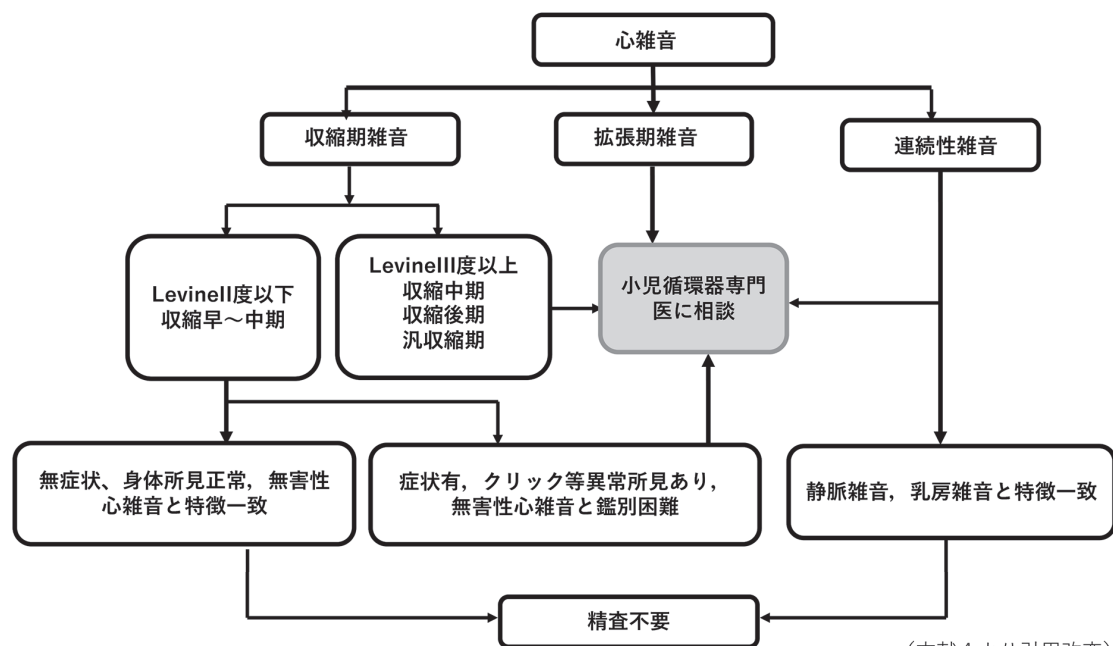 心雑音
収縮期雑音
拡張期雑音
連続性雑音
LevineII度以下
収縮早～中期
LevineIII度以上
収縮中期
収縮後期
汎収縮期
小児循環器専門
医に相談
無症状、身体所見正常，無害性
心雑音と特徴一致
症状有，クリック等異常所見あり，
無害性心雑音と鑑別困難
静脈雑音，乳房雑音と特徴一致
精査不要